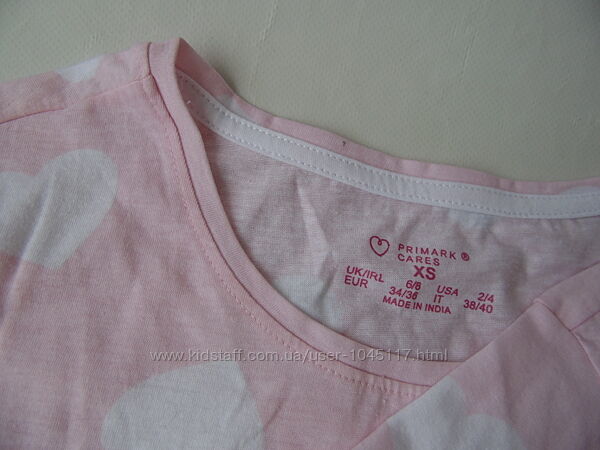 PRIMARK ®
CARES
XS
UK/IRL 6/8 USA 2/4
EUR 34/36 IT 38/40
MADE IN INDIA
www.kidstaff.com.ua/user-1045117.html